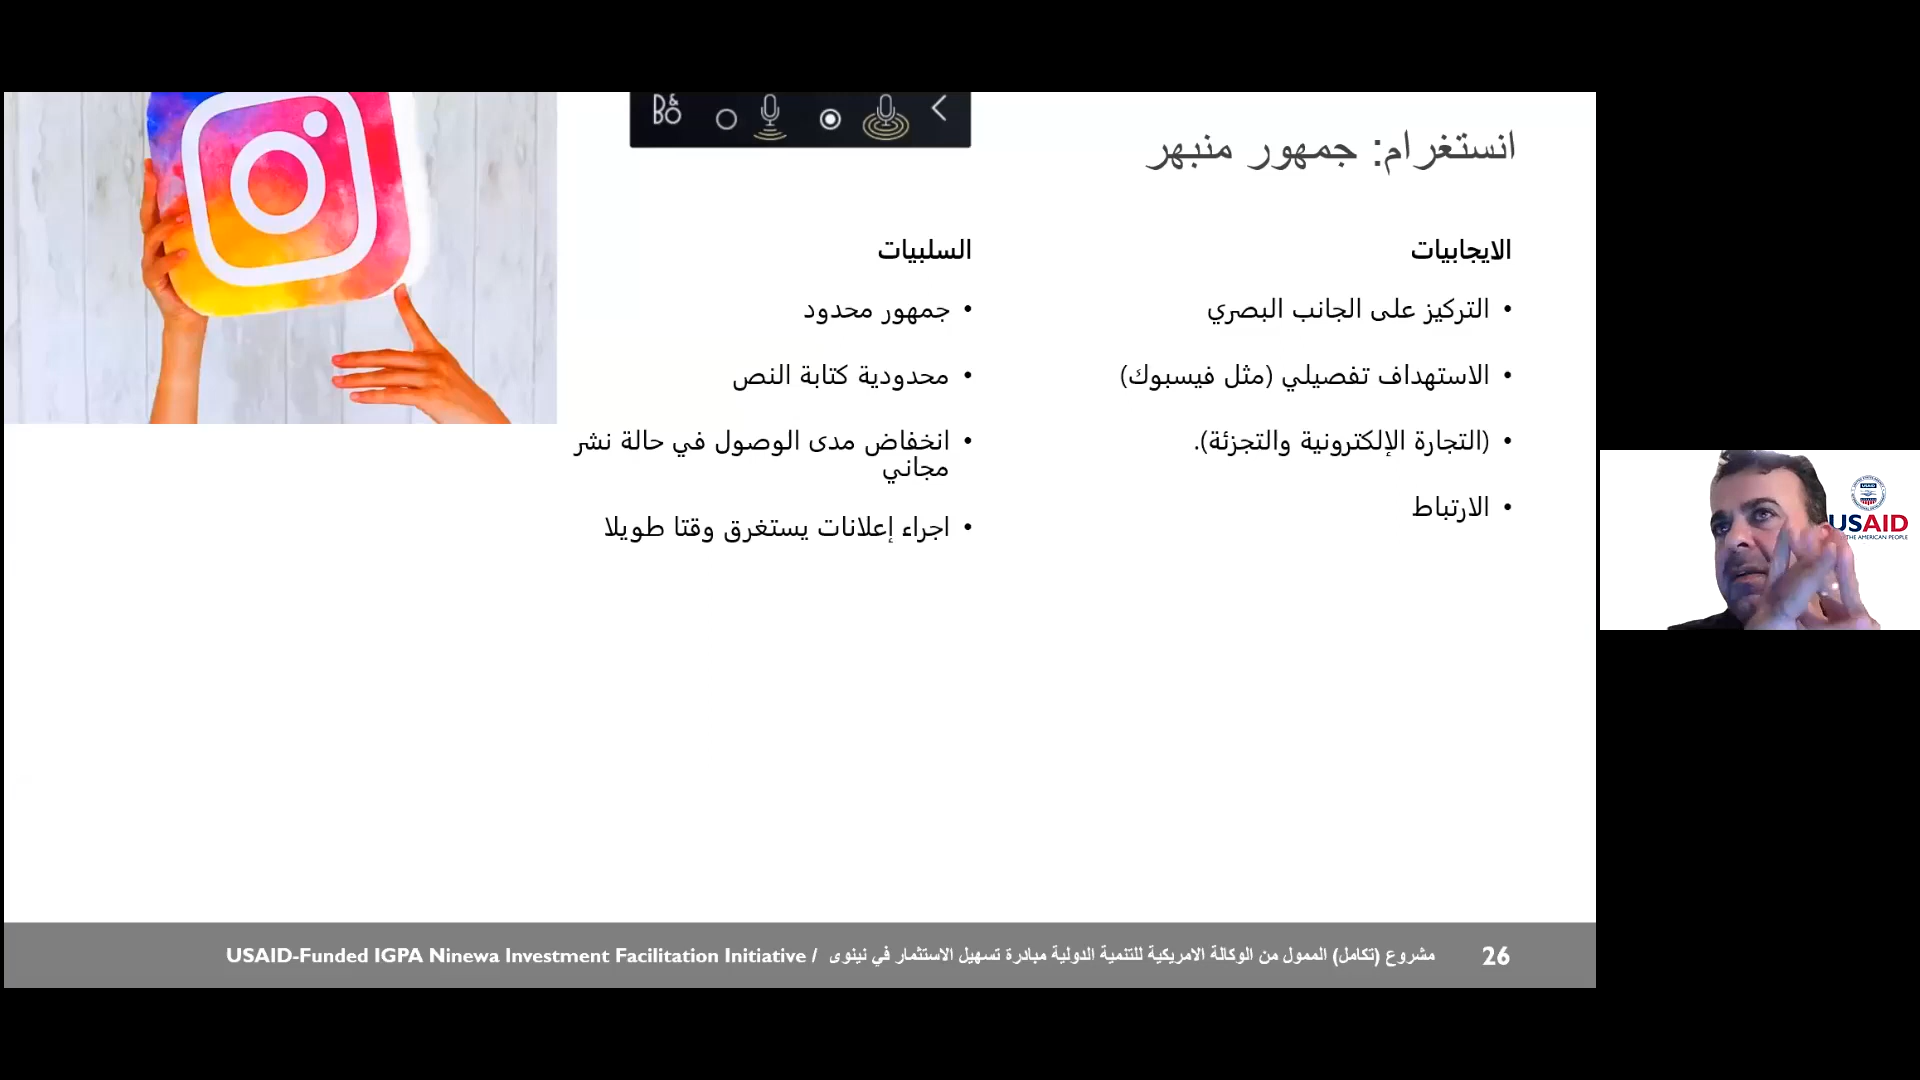 B&O
انستغرام: جمهور منبهر
الايجابيات
• التركيز على الجانب البصري
• الاستهداف تفصيلي (مثل فيسبوك)
• (التجارة الإلكترونية والتجزئة).
• الارتباط
السلبيات
• جمهور محدود
• محدودية كتابة النص
• انخفاض مدى الوصول في حالة نشر
مجاني
• اجراء إعلانات يستغرق وقتا طويلا
USAID
THE AMERICAN PEOPLE
26
مشروع (تكامل) الممول من الوكالة الامريكية للتنمية الدولية مبادرة تسهيل الاستثمار في نينوى / USAID-Funded IGPA Ninewa Investment Facilitation Initiative